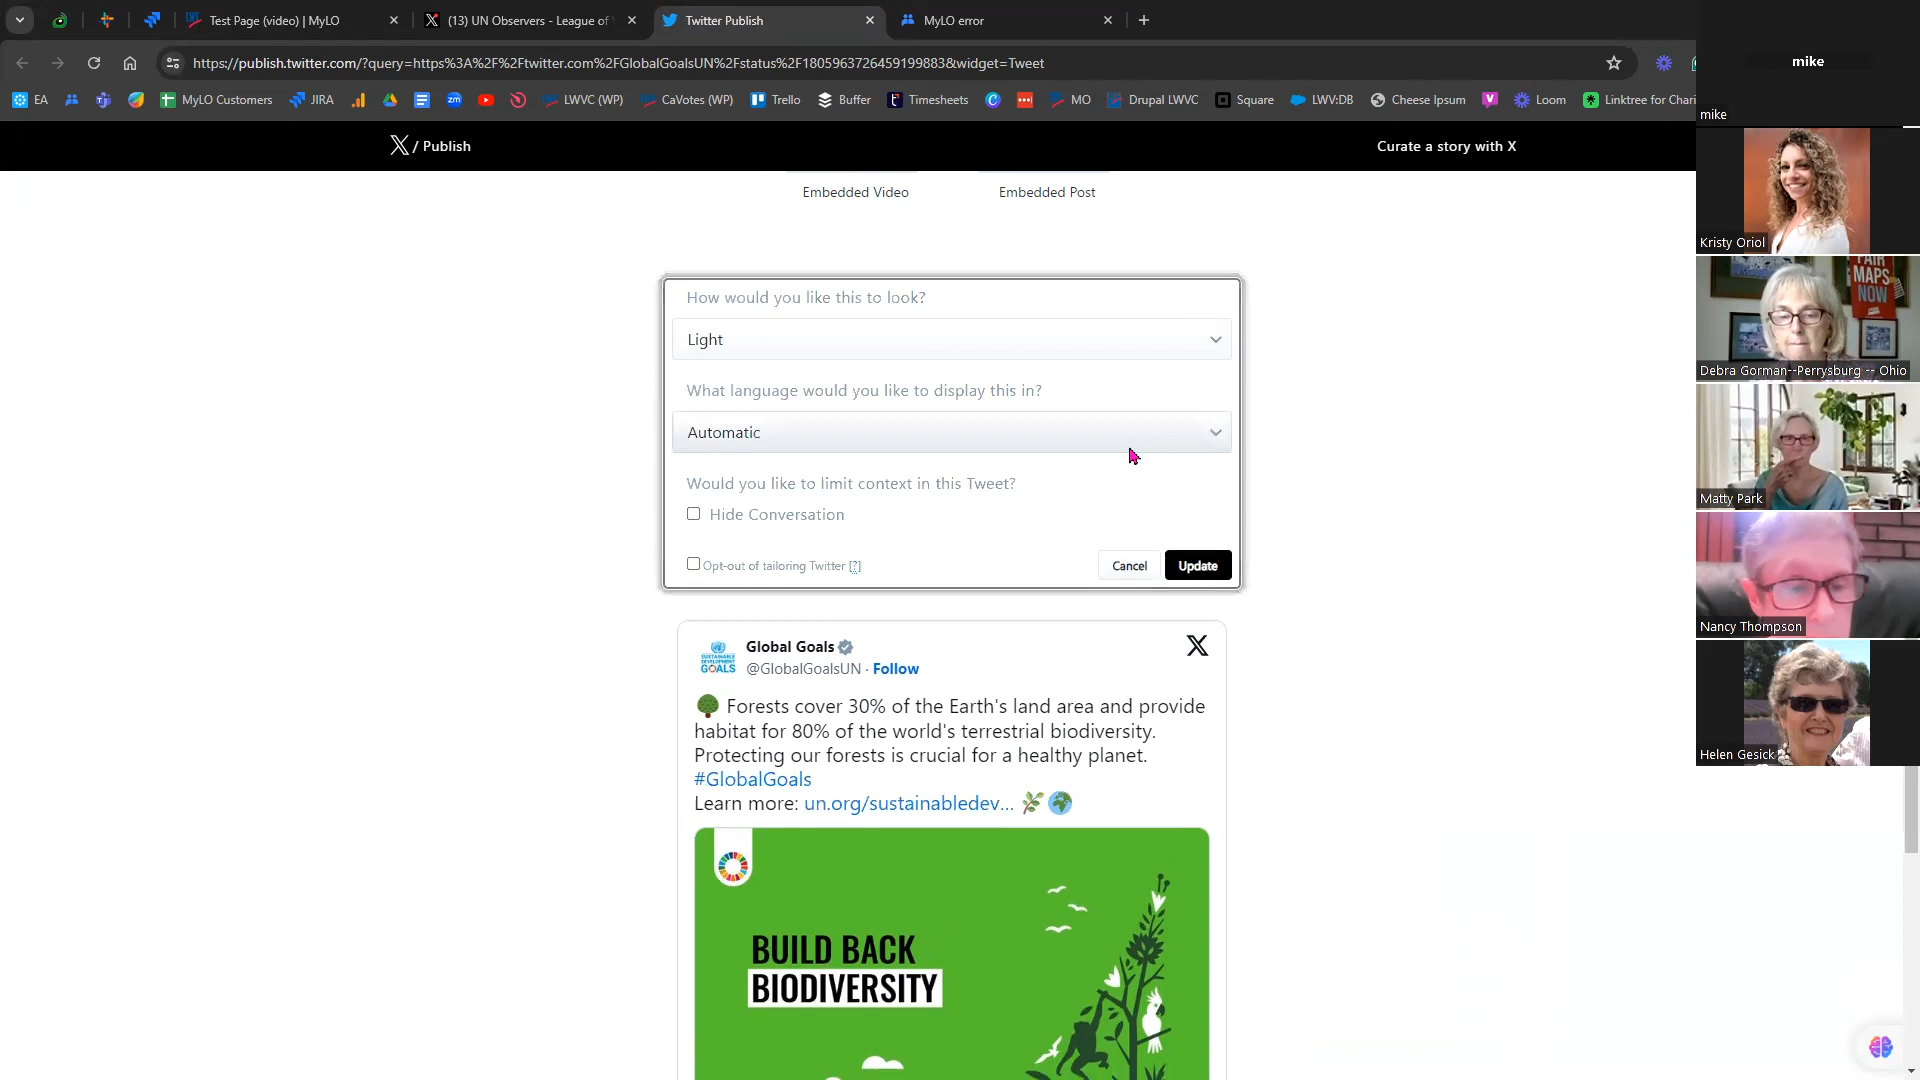 Test Page (video) | MyLO
(13) UN Observers - League of
Twitter Publish
MyLO error
https://publish.twitter.com/?query=https%3A%2F%2Ftwitter.com%2FGlobalGoalsUN%2Fstatus%2F1805963726459199883&widget=Tweet
EA
MyLO Customers
JIRA
LWVC (WP)
CaVotes (WP)
Trello
Buffer
Timesheets
MO
Drupal LWVC
Square
LWV:DB
Cheese Ipsum
Loom
Linktree for Chari
X / Publish
Curate a story with X
Embedded Video
Embedded Post
How would you like this to look?
Light
What language would you like to display this in?
Automatic
Would you like to limit context in this Tweet?
Hide Conversation
Opt-out of tailoring Twitter [?]
Cancel
Update
SUSTAINABLE
DEVELOPMENT
GOALS
Global Goals
@GlobalGoalsUN · Follow
🌳 Forests cover 30% of the Earth's land area and provide
habitat for 80% of the world's terrestrial biodiversity.
Protecting our forests is crucial for a healthy planet.
#GlobalGoals
Learn more: un.org/sustainabledev... 🌿🌍
BUILD BACK
BIODIVERSITY
mike
mike
Kristy Oriol
FAIR
MAPS
NOW
Debra Gorman--Perrysburg -- Ohio
Matty Park
Nancy Thompson
Helen Gesick